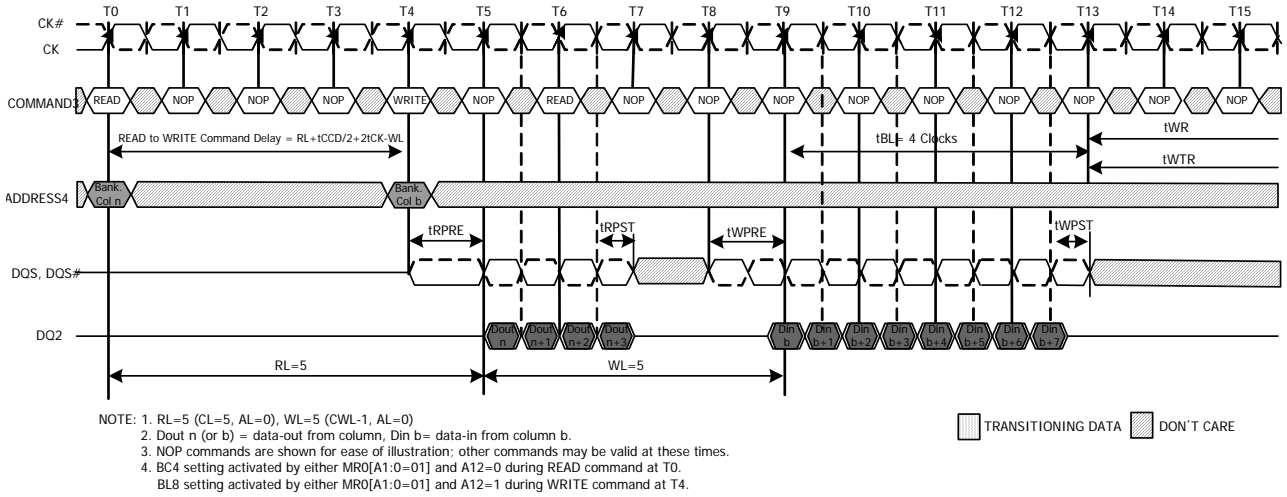 T0 T1 T2 T3 T4 T5 T6 T7 T8 T9 T10 T11 T12 T13 T14 T15
CK#
CK
COMMAND3 READ NOP NOP NOP WRITE NOP READ NOP NOP NOP NOP NOP NOP NOP NOP NOP
READ to WRITE Command Delay = RL+tCCD/2+2tCK-WL
tBL= 4 Clocks
tWR
tWTR
ADDRESS4 Bank. Col n Bank. Col b
tRPRE tRPST tWPRE tWPST
DQS, DQS#
DQ2 Dout n Dout n+1 Dout n+2 Dout n+3 Din b Din b+1 Din b+2 Din b+3 Din b+4 Din b+5 Din b+6 Din b+7
RL=5 WL=5
NOTE: 1. RL=5 (CL=5, AL=0), WL=5 (CWL-1, AL=0)
2. Dout n (or b) = data-out from column, Din b= data-in from column b.
3. NOP commands are shown for ease of illustration; other commands may be valid at these times.
4. BC4 setting activated by either MR0[A1:0=01] and A12=0 during READ command at T0.
BL8 setting activated by either MR0[A1:0=01] and A12=1 during WRITE command at T4.
TRANSITIONING DATA DON'T CARE